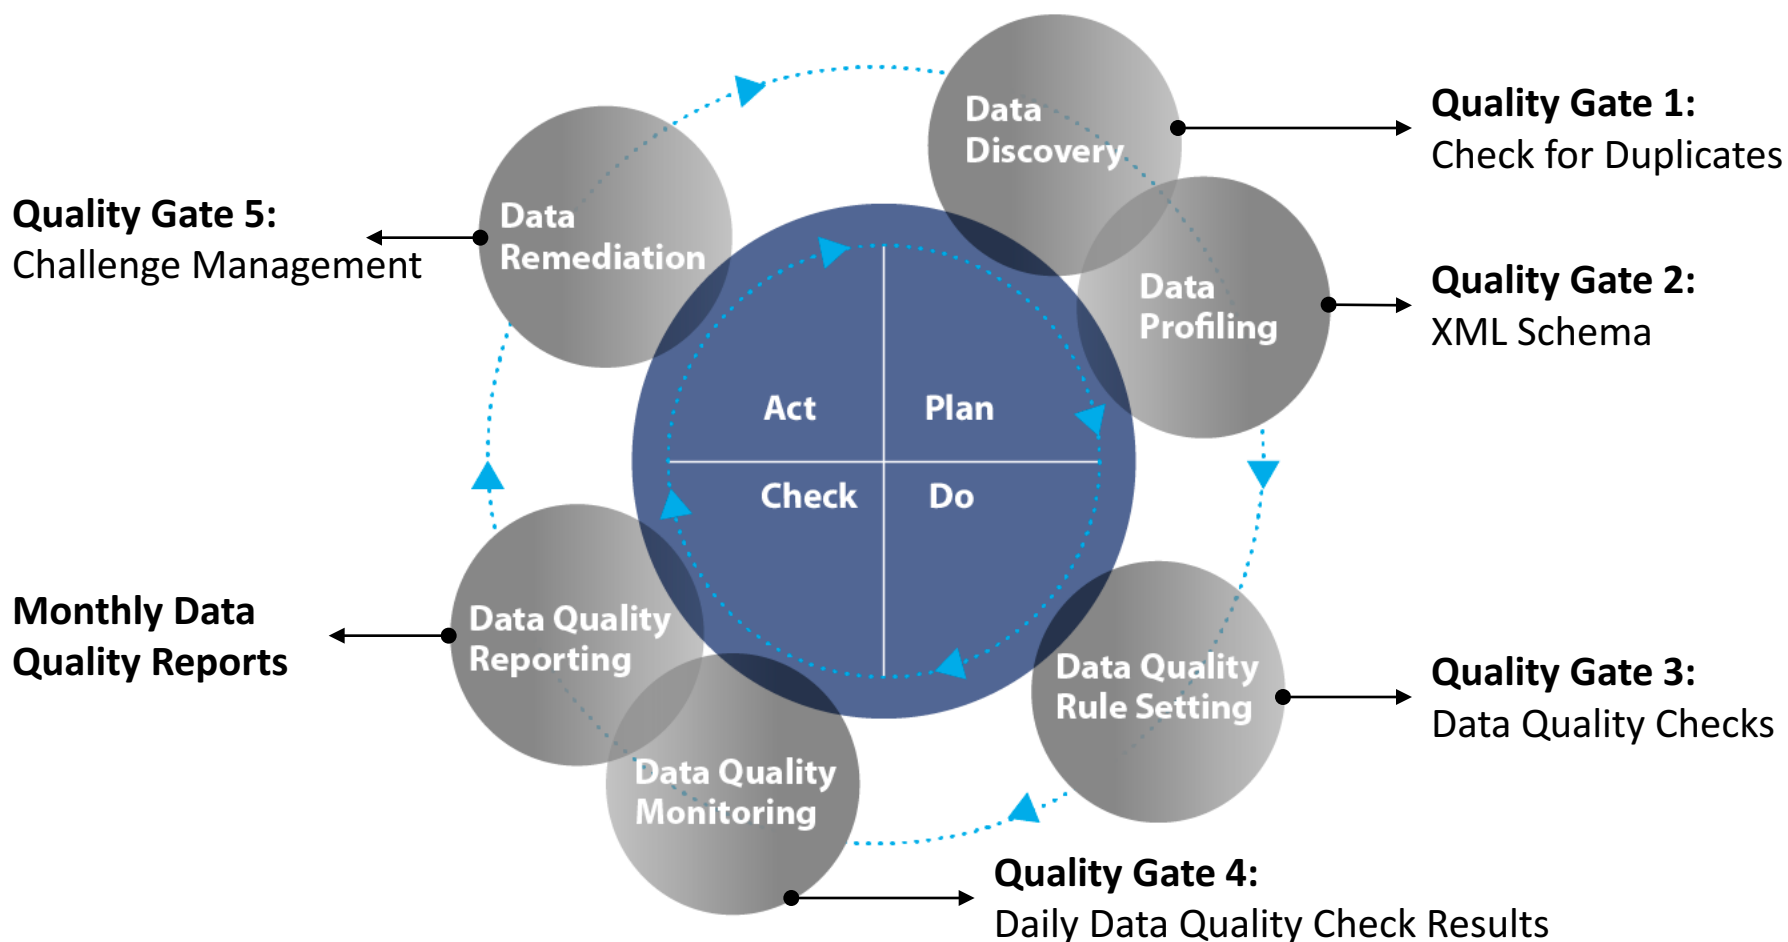 Data
Discovery
Quality Gate 1:
Check for Duplicates
Quality Gate 5:
Challenge Management
Data
Remediation
Data
Profiling
Quality Gate 2:
XML Schema
Act
Plan
Check
Do
Monthly Data
Quality Reports
Data Quality
Reporting
Data Quality
Rule Setting
Quality Gate 3:
Data Quality Checks
Data Quality
Monitoring
Quality Gate 4:
Daily Data Quality Check Results